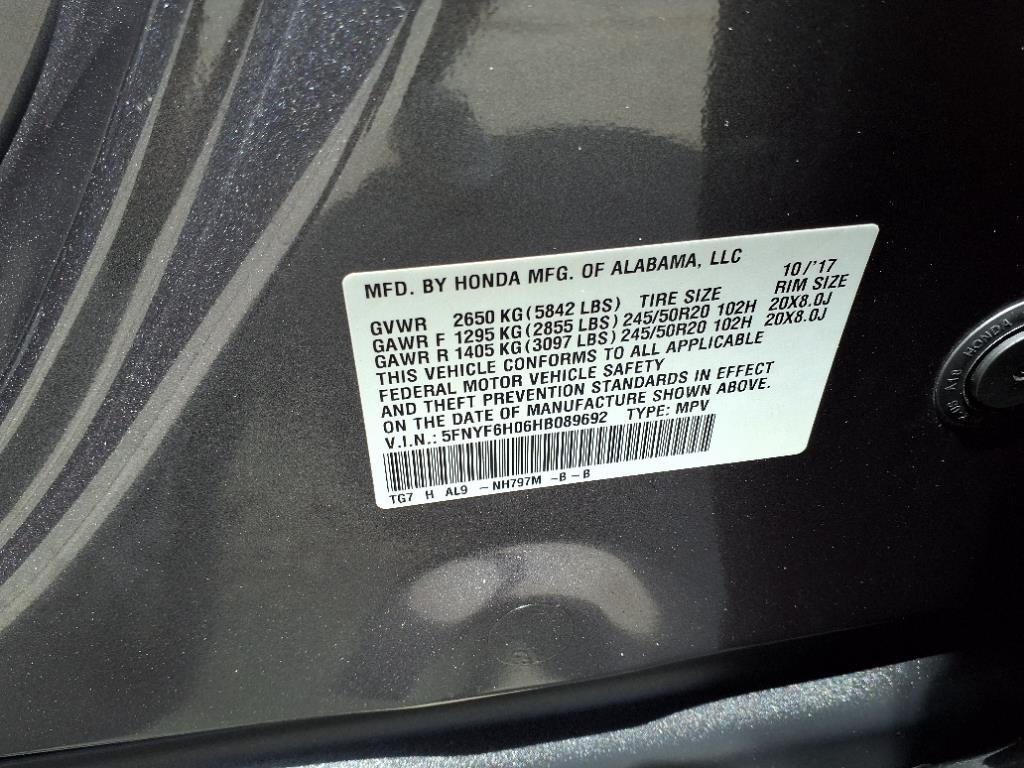 MFD. BY HONDA MFG. OF ALABAMA, LLC 10/'17
GVWR 2650 KG (5842 LBS) TIRE SIZE RIM SIZE
GAWR F 1295 KG (2855 LBS) 245/50R20 102H 20X8.0J
GAWR R 1405 KG (3097 LBS) 245/50R20 102H 20X8.0J
THIS VEHICLE CONFORMS TO ALL APPLICABLE
FEDERAL MOTOR VEHICLE SAFETY
AND THEFT PREVENTION STANDARDS IN EFFECT
ON THE DATE OF MANUFACTURE SHOWN ABOVE.
V.I.N.: 5FNYF6H06HB089692 TYPE: MPV
TG7 H AL9 -NH797M -B-B
HONDA